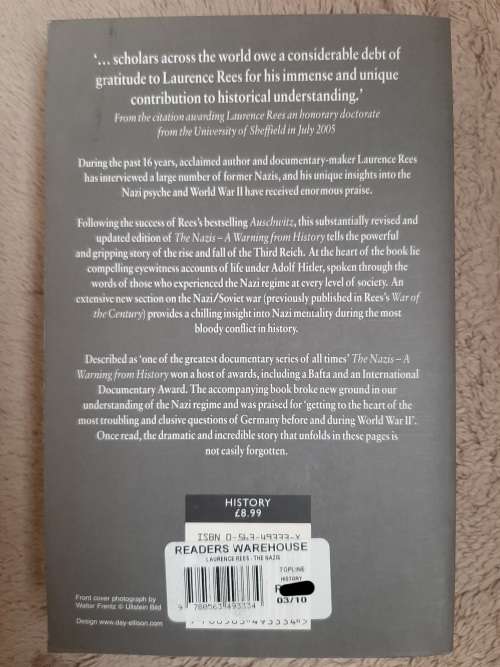 ‘... scholars across the world owe a considerable debt of
gratitude to Laurence Rees for his immense and unique
contribution to historical understanding.’
From the citation awarding Laurence Rees an honorary doctorate
from the University of Sheffield in July 2005
During the past 16 years, acclaimed author and documentary-maker Laurence Rees
has interviewed a large number of former Nazis, and his unique insights into the
Nazi psyche and World War II have received enormous praise.
Following the success of Rees's bestselling Auschwitz, this substantially revised and
updated edition of The Nazis – A Warning from History tells the powerful
and gripping story of the rise and fall of the Third Reich. At the heart of the book lie
compelling eyewitness accounts of life under Adolf Hitler, spoken through the
words of those who experienced the Nazi regime at every level of society. An
extensive new section on the Nazi/Soviet war (previously published in Rees's War of
the Century) provides a chilling insight into Nazi mentality during the most
bloody conflict in history.
Described as ‘one of the greatest documentary series of all times’ The Nazis – A
Warning from History won a host of awards, including a Bafta and an International
Documentary Award. The accompanying book broke new ground in our
understanding of the Nazi regime and was praised for ‘getting to the heart of the
most troubling and elusive questions of Germany before and during World War II’.
Once read, the dramatic and incredible story that unfolds in these pages is
not easily forgotten.
HISTORY
£8.99
ISBN 0-563-49333-X
READERS WAREHOUSE
LAURENCE REES - THE NAZIS
TOPLINE
HISTORY
03/10
9 780563 493334
Front cover photograph by
Walter Frentz © Ullstein Bild
Design www.day-ellison.com